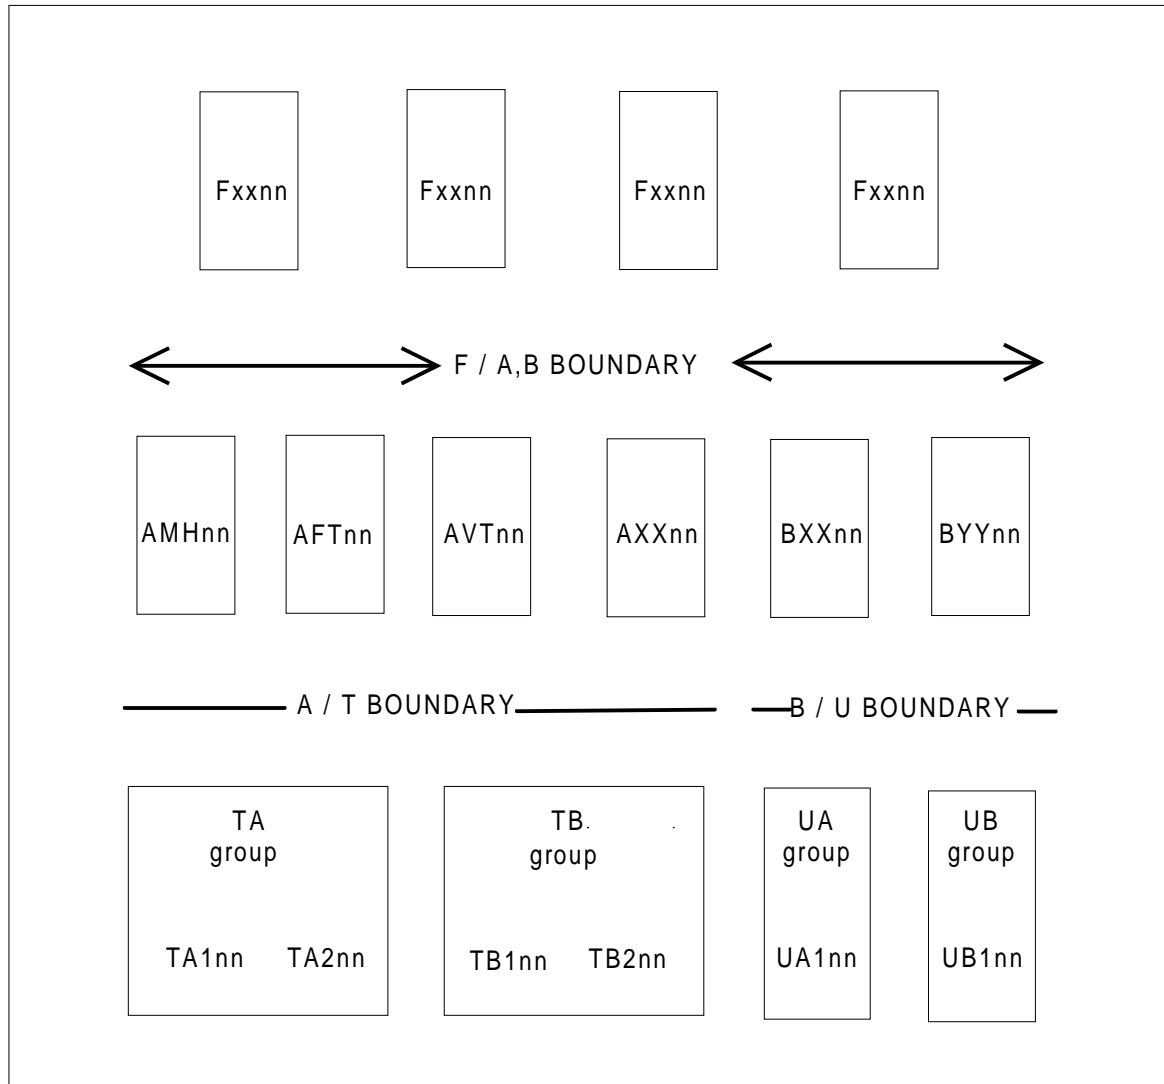 Fxxnn Fxxnn Fxxnn Fxxnn
F / A,B BOUNDARY
AMHnn AFTnn AVTnn AXXnn BXXnn BYYnn
A / T BOUNDARY B / U BOUNDARY
TA TB. UA UB
group group group group
TA1nn TA2nn TB1nn TB2nn UA1nn UB1nn